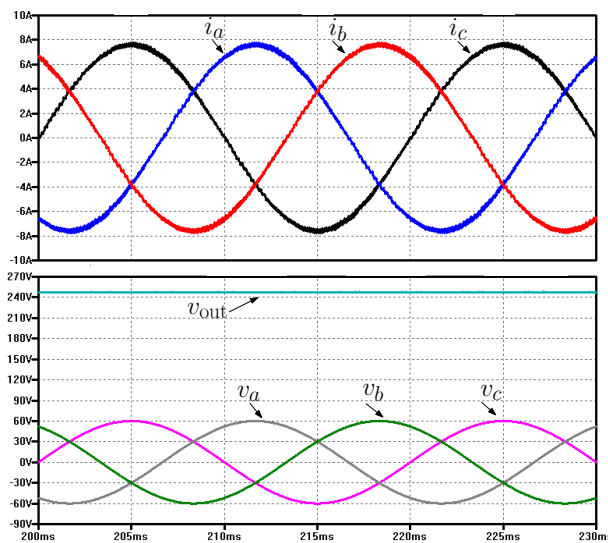 10A
8A
6A
4A
2A
0A
-2A
-4A
-6A
-8A
-10A
i_a
i_b
i_c
270V
240V
210V
180V
150V
120V
90V
60V
30V
0V
-30V
-60V
-90V
v_out
v_a
v_b
v_c
200ms 205ms 210ms 215ms 220ms 225ms 230ms